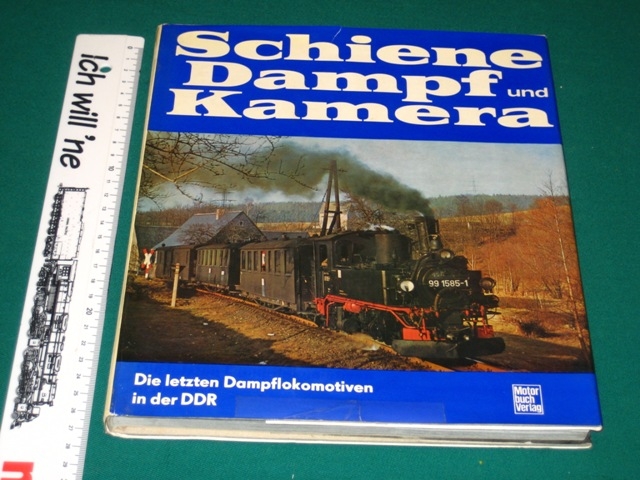 Schiene
Dampf und
Kamera
99 1585-1
Die letzten Dampflokomotiven
in der DDR
Motor
buch
Verlag
Ich will 'ne